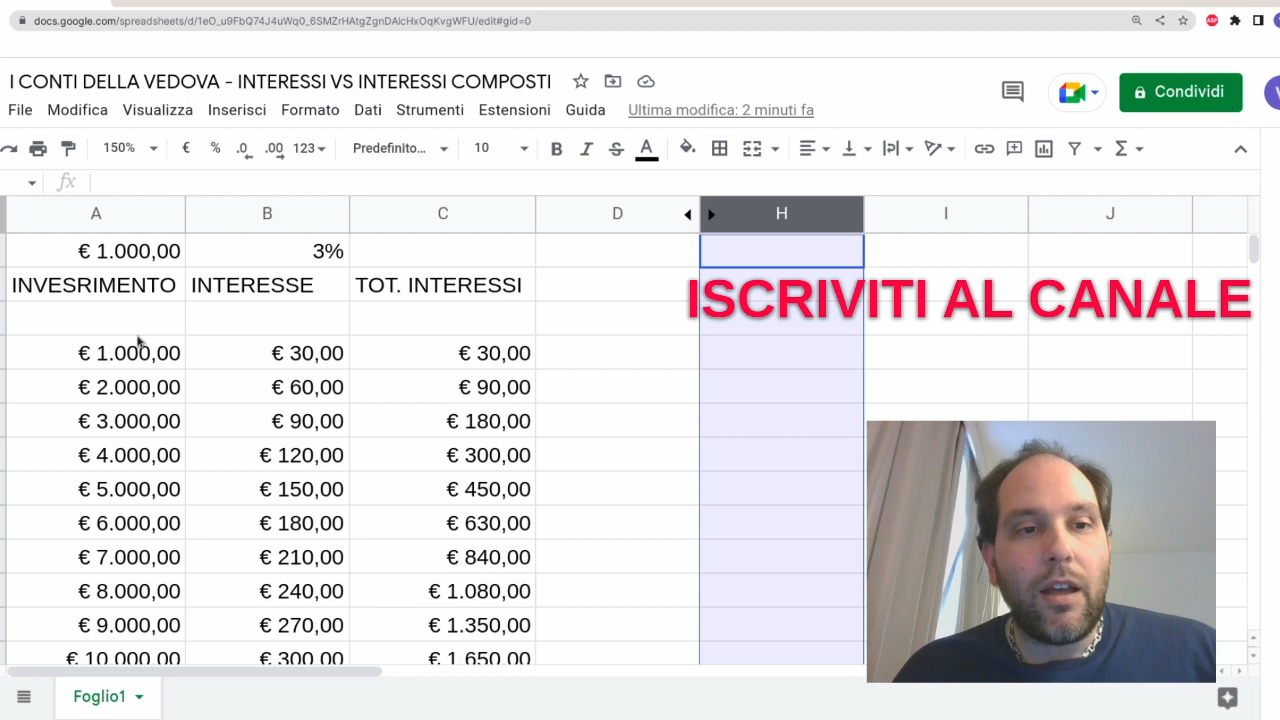 docs.google.com/spreadsheets/d/1eO_u9FbQ74J4uWq0_6SMZrHAtgZgnDAlcHxOqKvgWFU/edit#gid=0
I CONTI DELLA VEDOVA - INTERESSI VS INTERESSI COMPOSTI
File Modifica Visualizza Inserisci Formato Dati Strumenti Estensioni Guida Ultima modifica: 2 minuti fa
Condividi
150% € % .0 .00 123 Predefinito... 10 B I S A Σ
fx
A B C D H I J
€ 1.000,00 3%
INVESRIMENTO INTERESSE TOT. INTERESSI
ISCRIVITI AL CANALE
€ 1.000,00 € 30,00 € 30,00
€ 2.000,00 € 60,00 € 90,00
€ 3.000,00 € 90,00 € 180,00
€ 4.000,00 € 120,00 € 300,00
€ 5.000,00 € 150,00 € 450,00
€ 6.000,00 € 180,00 € 630,00
€ 7.000,00 € 210,00 € 840,00
€ 8.000,00 € 240,00 € 1.080,00
€ 9.000,00 € 270,00 € 1.350,00
€ 10.000,00 € 300,00 € 1.650,00
Foglio1